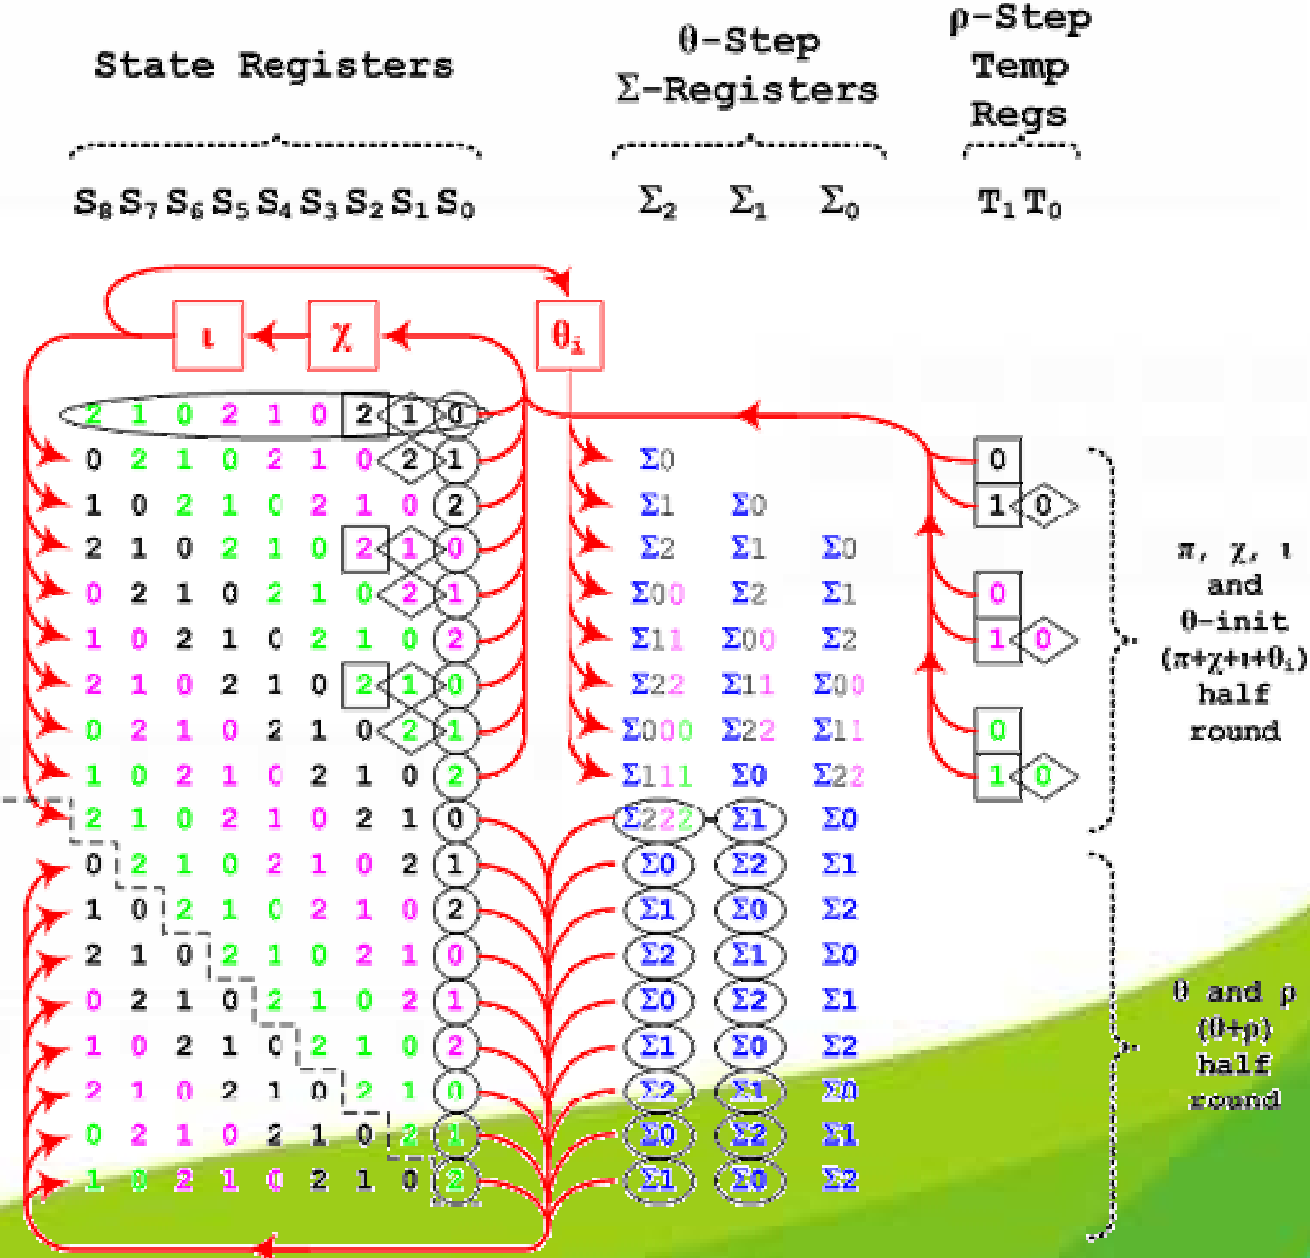 State Registers
θ-Step
Σ-Registers
ρ-Step
Temp
Regs
S₈ S₇ S₆ S₅ S₄ S₃ S₂ S₁ S₀
Σ₂ Σ₁ Σ₀
T₁ T₀
ι χ θᵢ
2 1 0 2 1 0 2 1 0
0 2 1 0 2 1 0 2 1 Σ0 0
1 0 2 1 0 2 1 0 2 Σ1 Σ0 1 0
2 1 0 2 1 0 2 1 0 Σ2 Σ1 Σ0
0 2 1 0 2 1 0 2 1 Σ00 Σ2 Σ1 0
1 0 2 1 0 2 1 0 2 Σ11 Σ00 Σ2 1 0
2 1 0 2 1 0 2 1 0 Σ22 Σ11 Σ00
0 2 1 0 2 1 0 2 1 Σ000 Σ22 Σ11 0
1 0 2 1 0 2 1 0 2 Σ111 Σ0 Σ22 1 0
π, χ, ι
and
θ-init
(π+χ+ι+θᵢ)
half
round
2 1 0 2 1 0 2 1 0 Σ222 Σ1 Σ0
0 2 1 0 2 1 0 2 1 Σ0 Σ2 Σ1
1 0 2 1 0 2 1 0 2 Σ1 Σ0 Σ2
2 1 0 2 1 0 2 1 0 Σ2 Σ1 Σ0
0 2 1 0 2 1 0 2 1 Σ0 Σ2 Σ1
1 0 2 1 0 2 1 0 2 Σ1 Σ0 Σ2
2 1 0 2 1 0 2 1 0 Σ2 Σ1 Σ0
0 2 1 0 2 1 0 2 1 Σ0 Σ2 Σ1
1 0 2 1 0 2 1 0 2 Σ1 Σ0 Σ2
θ and ρ
(θ+ρ)
half
round